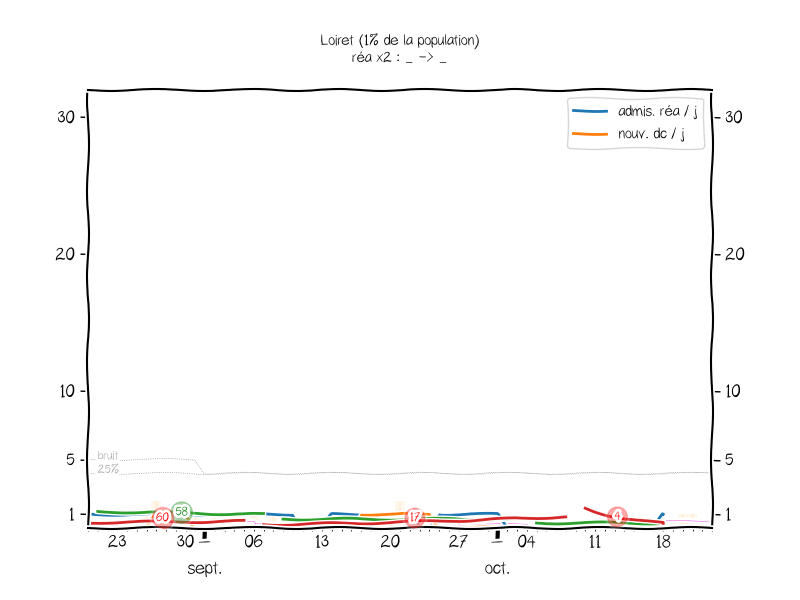 Loiret (1% de la population)
réa x2 : _ -> _
admis. réa / j
nouv. dc / j
30
30
20
20
10
10
bruit
5
5
25%
58
60
17
4
1
1
23 30 06 13 20 27 04 11 18
sept. oct.